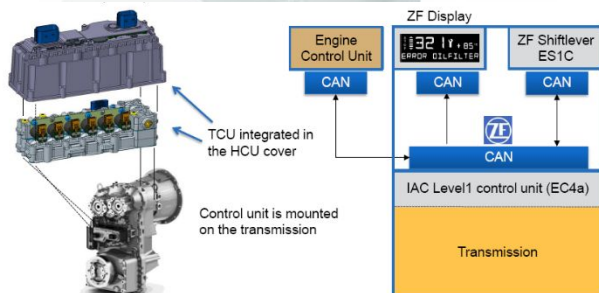 ZF Display
Engine
Control Unit
321 +85°
ERROR OILFILTER
ZF Shiftlever
ES1C
CAN
CAN
CAN
TCU integrated in
the HCU cover
ZF
CAN
IAC Level1 control unit (EC4a)
Control unit is mounted
on the transmission
Transmission